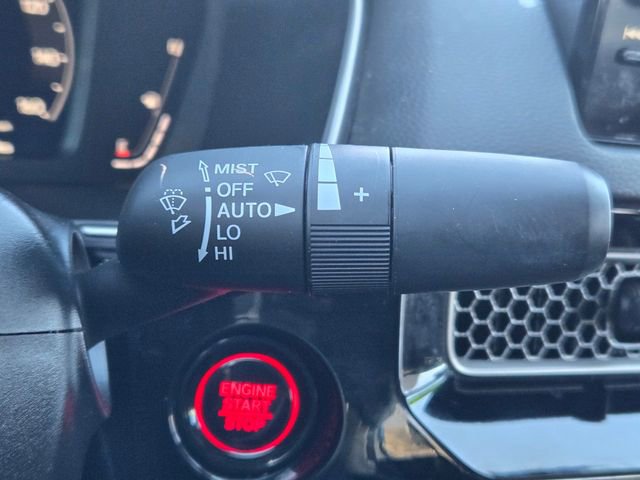 MIST
OFF
AUTO
LO
HI
+
ENGINE
START
STOP